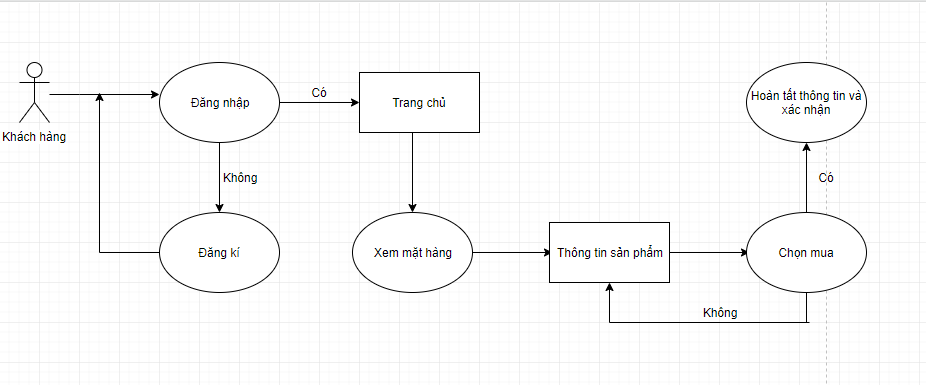 Khách hàng
Đăng nhập
Có
Trang chủ
Không
Đăng kí
Xem mặt hàng
Thông tin sản phẩm
Chọn mua
Không
Có
Hoàn tất thông tin và
xác nhận